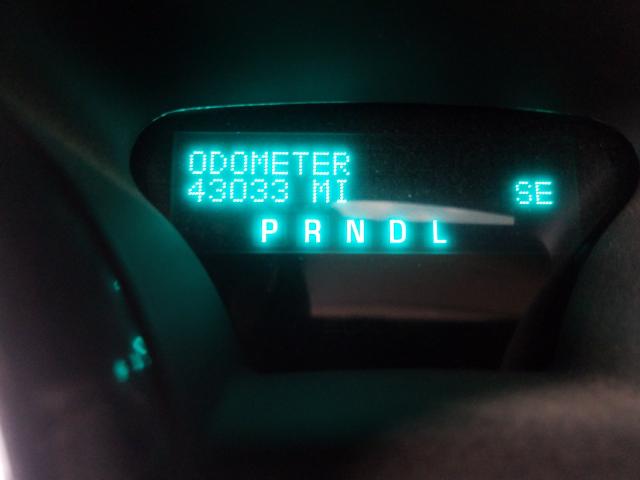 ODOMETER
43033 MI SE
P R N D L